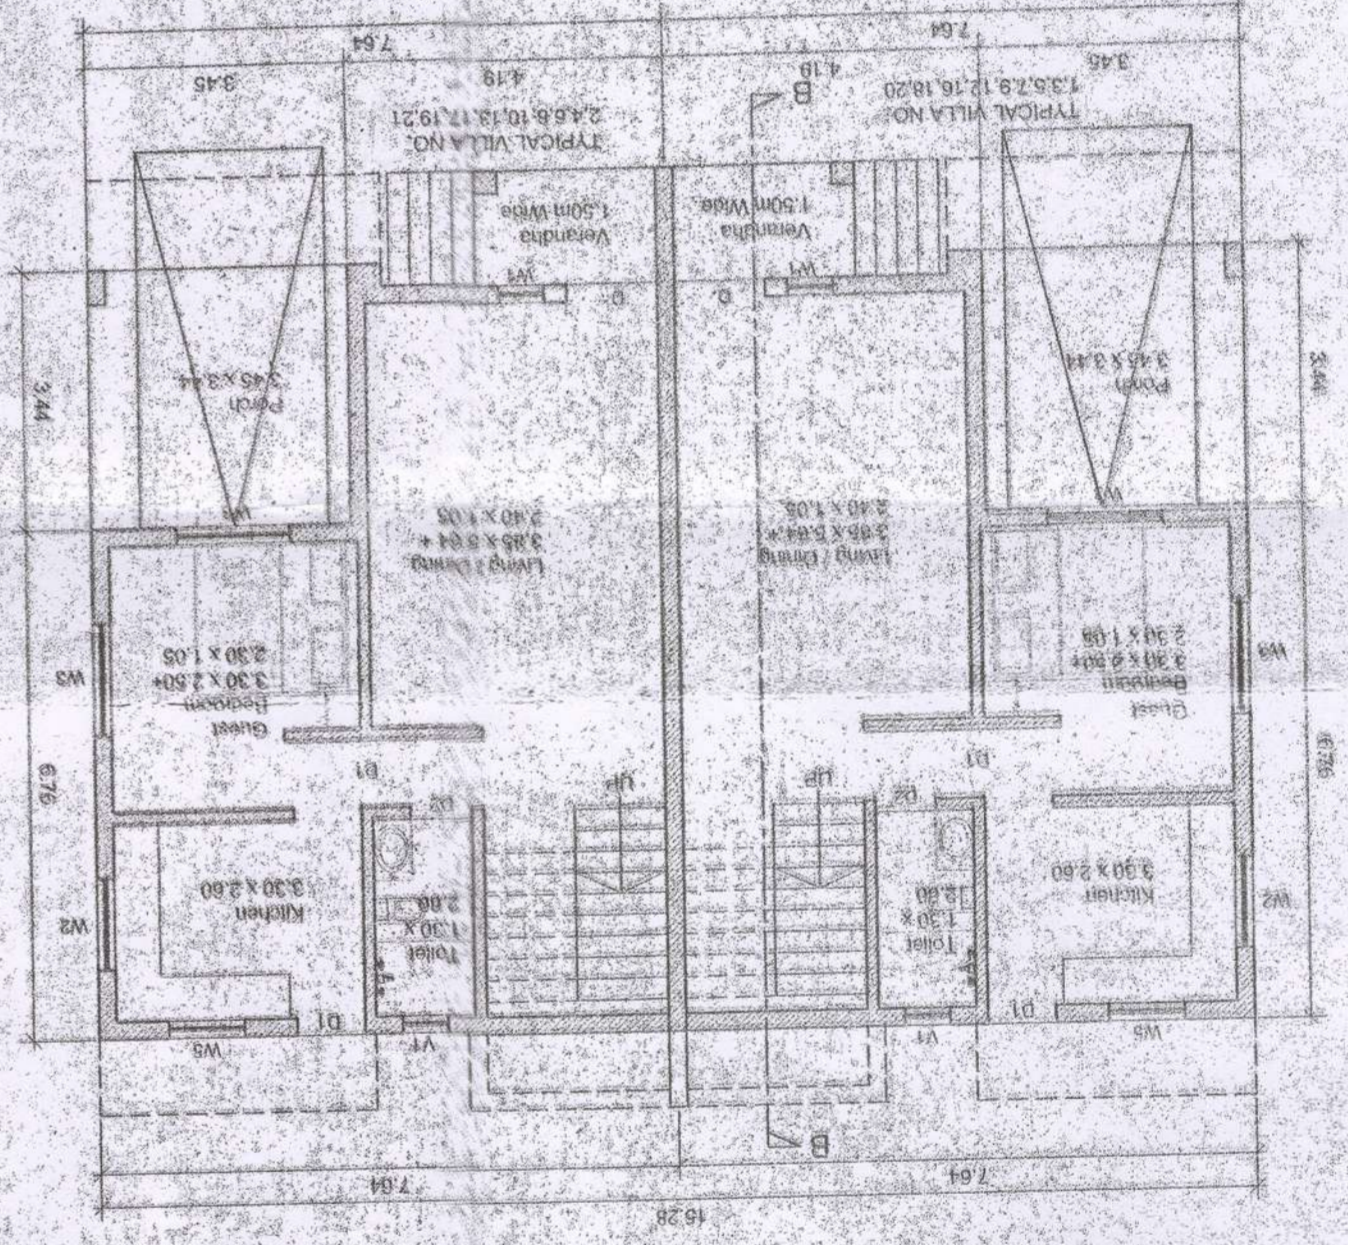 15.28
7.64
7.64
B
W5
D1
V1
V1
D1
W5
Kitchen
3.30 x 2.60
Toilet
1.30 x
2.60
Toilet
1.30 x
2.00
Kitchen
3.30 x 2.60
W2
W2
6.76
6.76
D1
D2
UP
UP
D2
D1
Guest
Bedroom
3.30 x 2.50+
2.30 x 1.05
Guest
Bedroom
3.30 x 2.50+
2.30 x 1.05
W3
W3
Living / Dining
3.85 x 5.64 +
2.40 x 1.05
Living / Dining
3.85 x 5.64 +
2.40 x 1.05
Porch
3.45 x 3.44
Porch
3.45 x 3.44
3.44
3.44
W1
D
D
W1
Verandha
1.50m Wide
Verandha
1.50m Wide
TYPICAL VILLA NO:
1,3,5,7,9,12,16,18,20
TYPICAL VILLA NO:
2,4,6,8,10,13,17,19,21
B
3.45
4.19
4.19
3.45
7.64
7.64